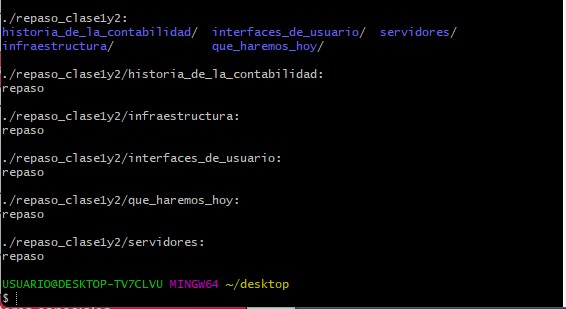 ./repaso_clase1y2:
historia_de_la_contabilidad/  interfaces_de_usuario/  servidores/
infraestructura/              que_haremos_hoy/
./repaso_clase1y2/historia_de_la_contabilidad:
repaso
./repaso_clase1y2/infraestructura:
repaso
./repaso_clase1y2/interfaces_de_usuario:
repaso
./repaso_clase1y2/que_haremos_hoy:
repaso
./repaso_clase1y2/servidores:
repaso
USUARIO@DESKTOP-TV7CLVU MINGW64 ~/desktop
$